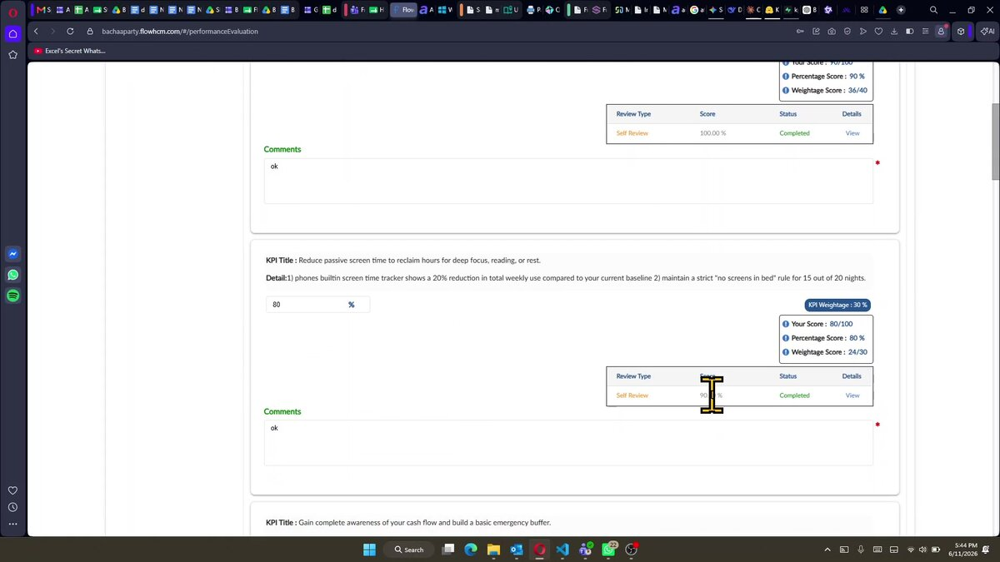 bachaaparty.flowhcm.com/#/performanceEvaluation
AI
Excel's Secret Whats...
Your Score : 90/100
Percentage Score : 90 %
Weightage Score : 36/40
Review Type Score Status Details
Self Review 100.00 % Completed View
Comments
ok
*
KPI Title : Reduce passive screen time to reclaim hours for deep focus, reading, or rest.
Detail:1) phones builtin screen time tracker shows a 20% reduction in total weekly use compared to your current baseline 2) maintain a strict "no screens in bed" rule for 15 out of 20 nights.
80 %
KPI Weightage : 30 %
Your Score : 80/100
Percentage Score : 80 %
Weightage Score : 24/30
Review Type Score Status Details
Self Review 90 % Completed View
Comments
ok
*
KPI Title : Gain complete awareness of your cash flow and build a basic emergency buffer.
Search
22
5:44 PM
6/11/2026